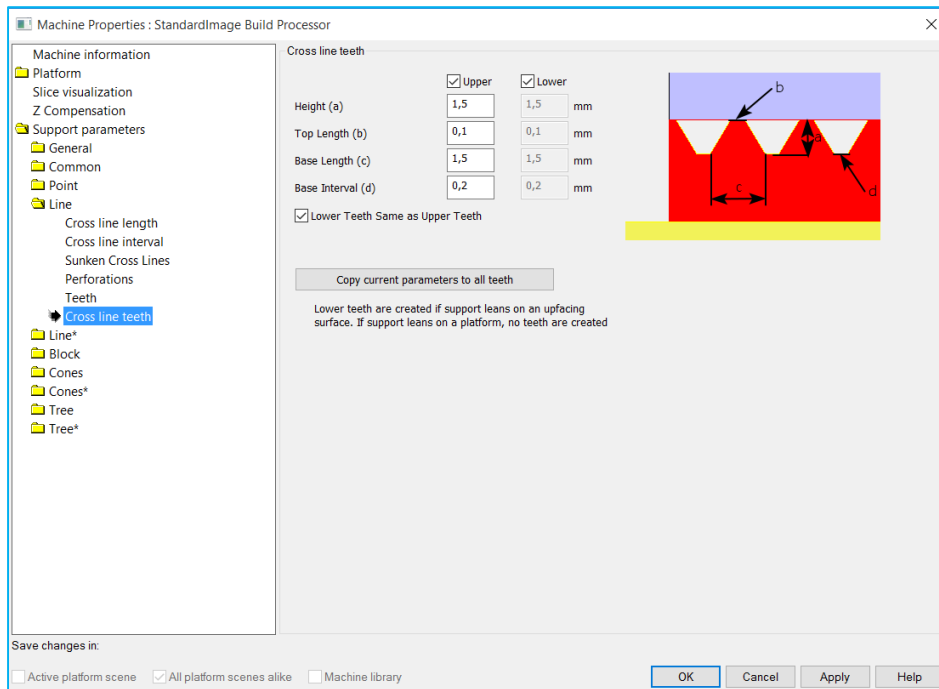 Machine Properties : StandardImage Build Processor
Machine information
Platform
Slice visualization
Z Compensation
Support parameters
General
Common
Point
Line
Cross line length
Cross line interval
Sunken Cross Lines
Perforations
Teeth
Cross line teeth
Line*
Block
Cones
Cones*
Tree
Tree*
Cross line teeth
Upper Lower
Height (a) 1,5 1,5 mm
Top Length (b) 0,1 0,1 mm
Base Length (c) 1,5 1,5 mm
Base Interval (d) 0,2 0,2 mm
Lower Teeth Same as Upper Teeth
b
a
c
d
Copy current parameters to all teeth
Lower teeth are created if support leans on an upfacing
surface. If support leans on a platform, no teeth are created
Save changes in:
Active platform scene All platform scenes alike Machine library
OK Cancel Apply Help